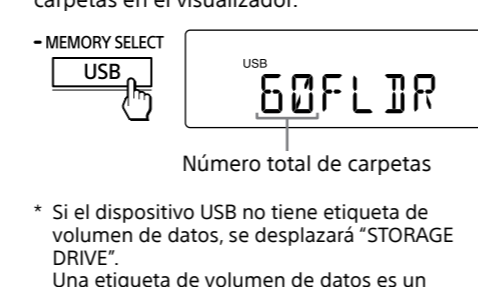 carpetas en el visualizador.
- MEMORY SELECT
USB
USB
60FLDR
Número total de carpetas
* Si el dispositivo USB no tiene etiqueta de
volumen de datos, se desplazará “STORAGE
DRIVE”.
Una etiqueta de volumen de datos es un